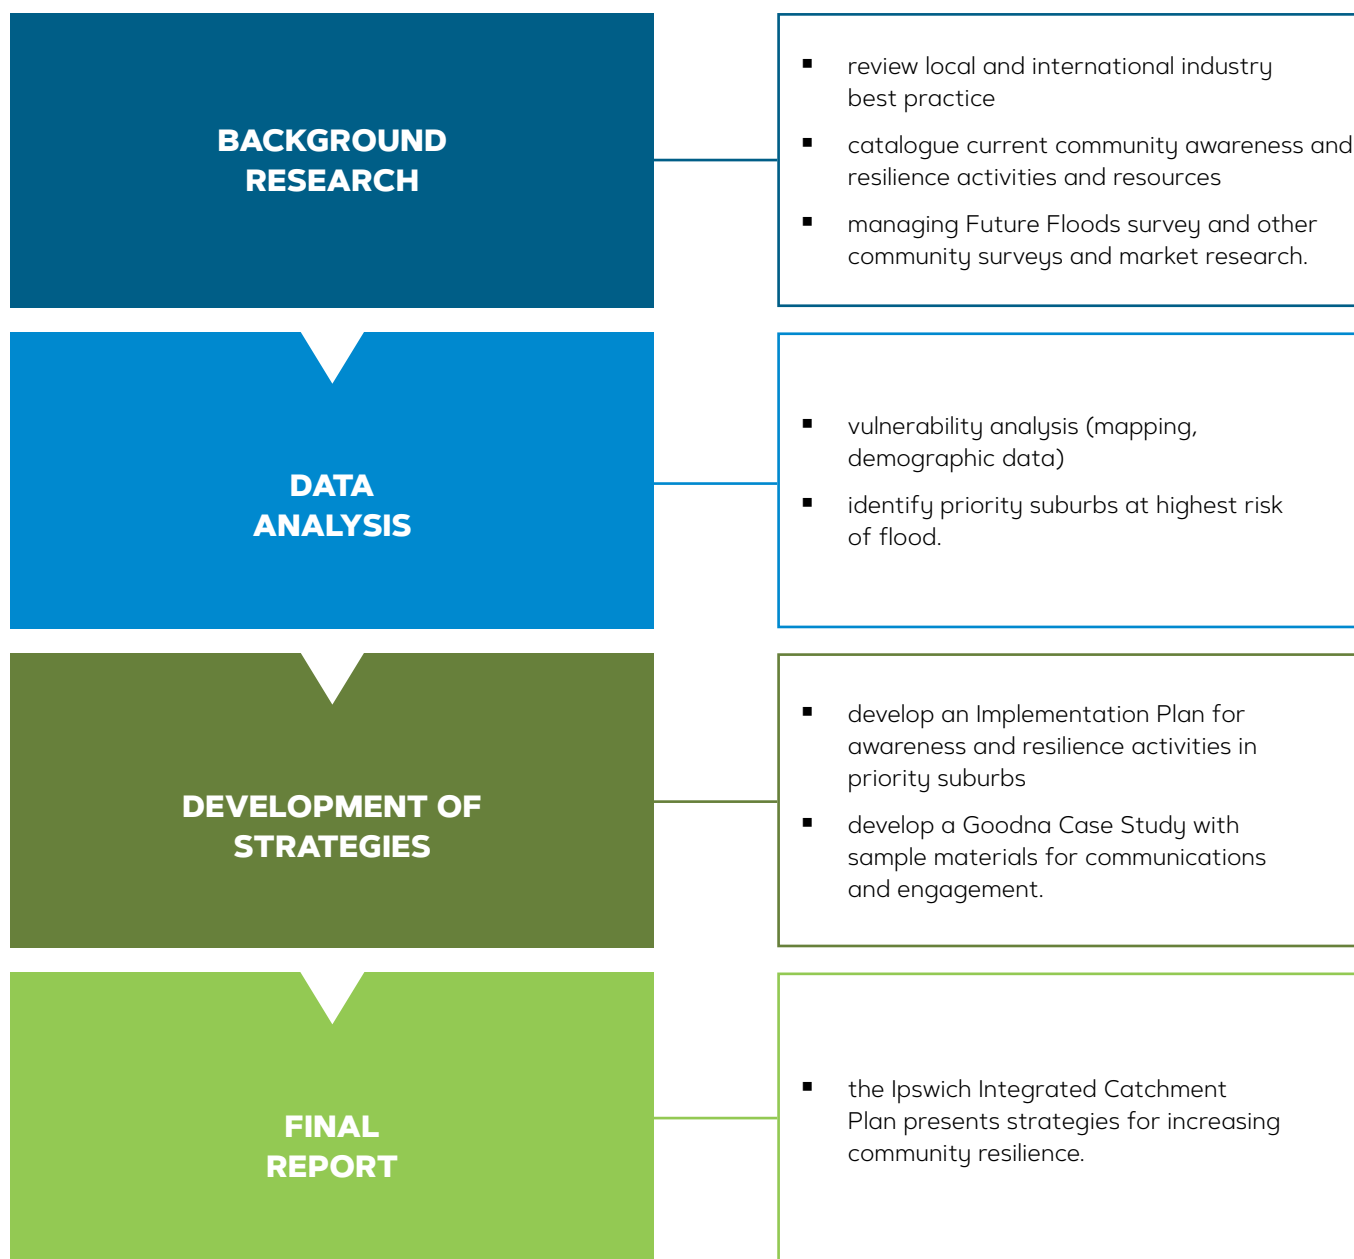 BACKGROUND
RESEARCH
▪ review local and international industry
best practice
▪ catalogue current community awareness and
resilience activities and resources
▪ managing Future Floods survey and other
community surveys and market research.
DATA
ANALYSIS
▪ vulnerability analysis (mapping,
demographic data)
▪ identify priority suburbs at highest risk
of flood.
DEVELOPMENT OF
STRATEGIES
▪ develop an Implementation Plan for
awareness and resilience activities in
priority suburbs
▪ develop a Goodna Case Study with
sample materials for communications
and engagement.
FINAL
REPORT
▪ the Ipswich Integrated Catchment
Plan presents strategies for increasing
community resilience.